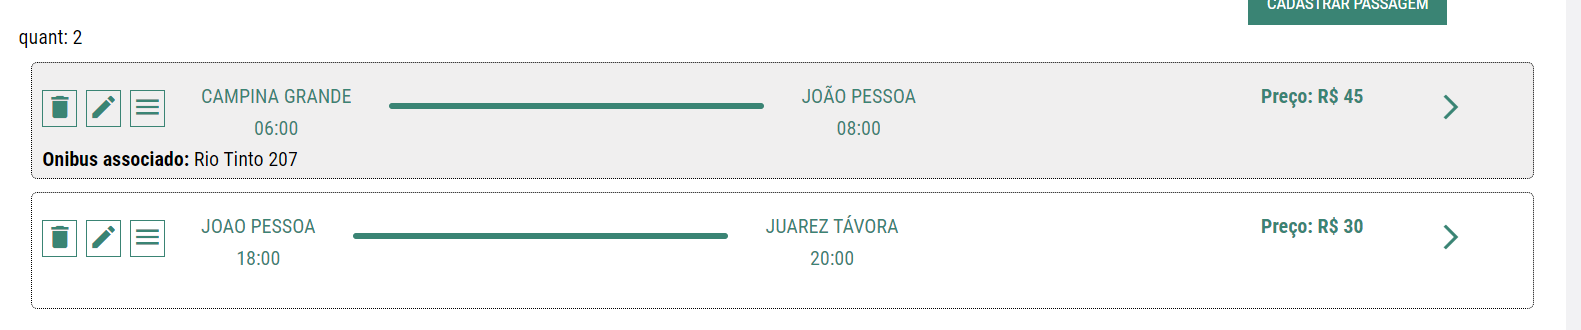 CADASTRAR PASSAGEM
quant: 2
CAMPINA GRANDE JOÃO PESSOA Preço: R$ 45
06:00 08:00
Onibus associado: Rio Tinto 207
JOAO PESSOA JUAREZ TÁVORA Preço: R$ 30
18:00 20:00